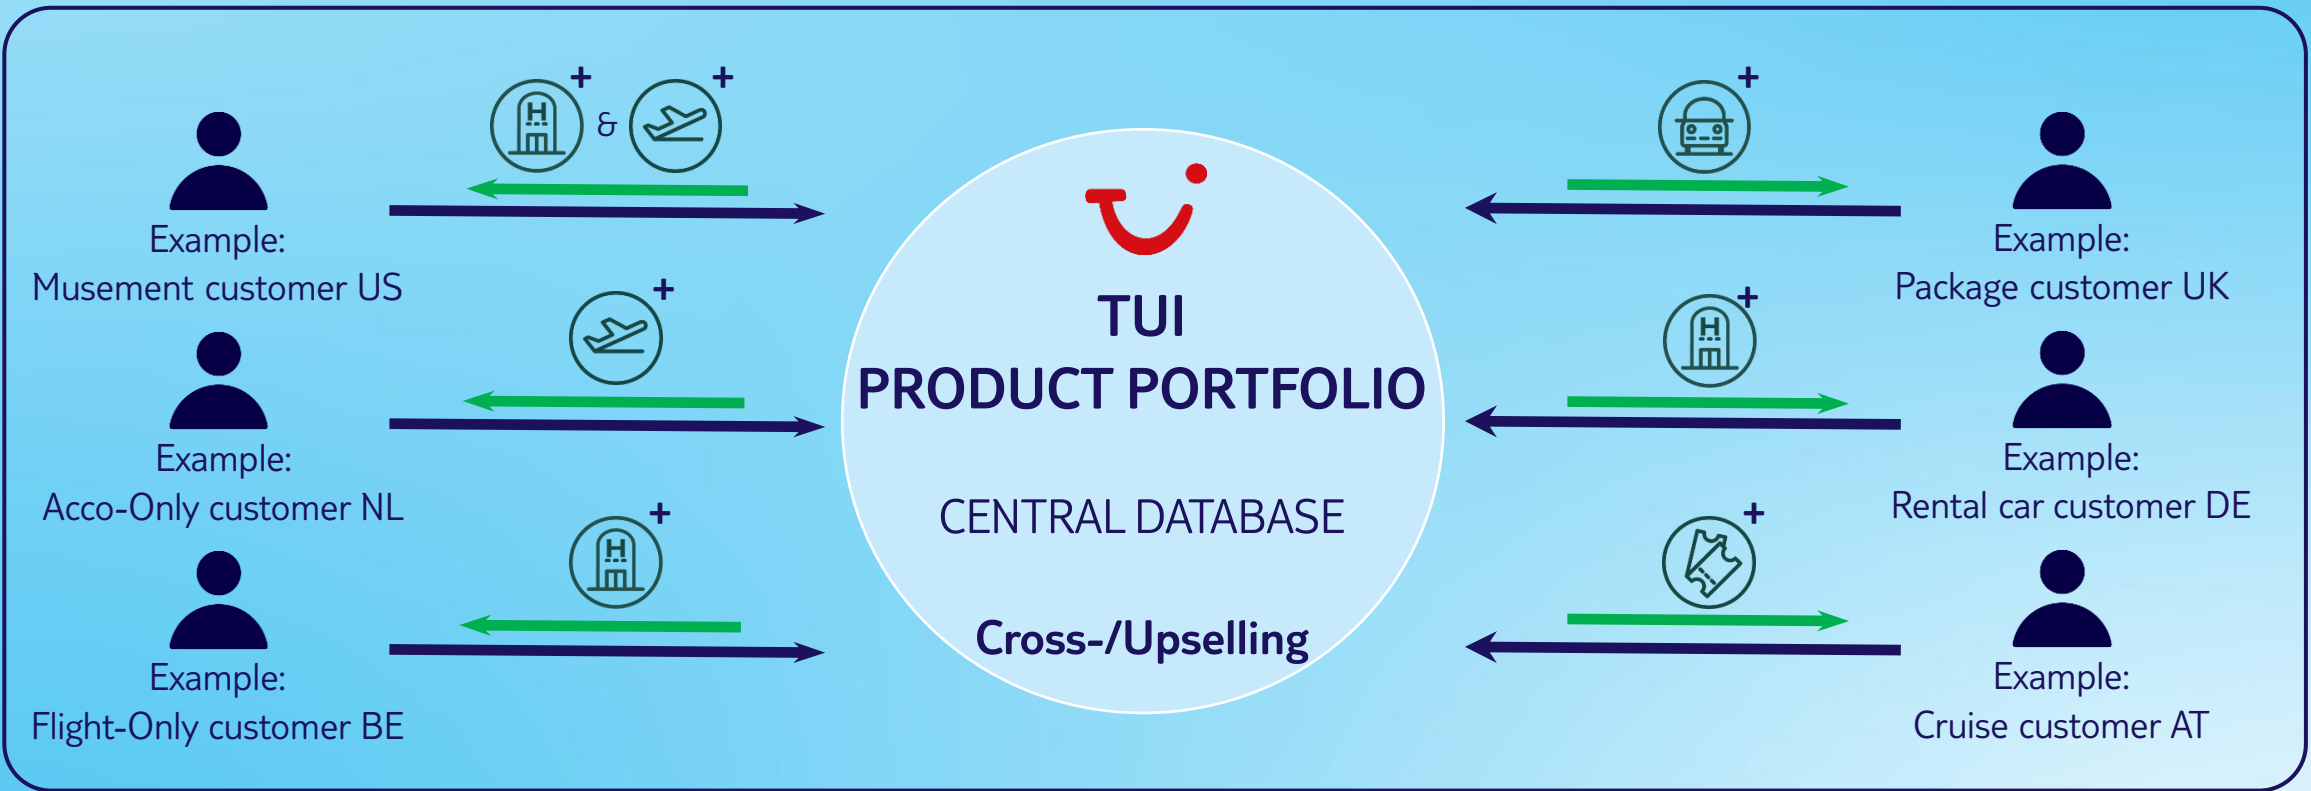 &
Example:
Musement customer US
Example:
Acco-Only customer NL
Example:
Flight-Only customer BE
TUI
PRODUCT PORTFOLIO
CENTRAL DATABASE
Cross-/Upselling
Example:
Package customer UK
Example:
Rental car customer DE
Example:
Cruise customer AT